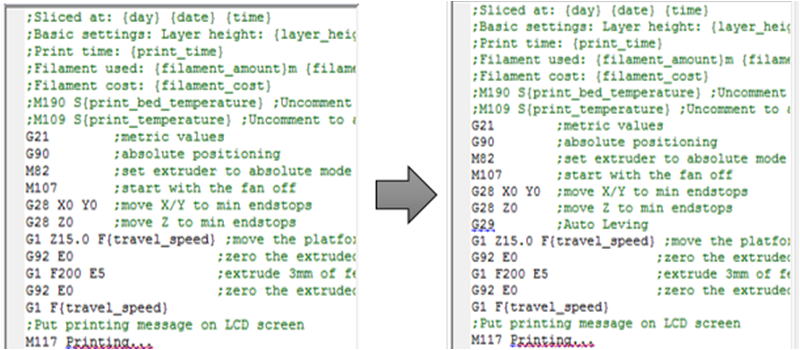 ;Sliced at: {day} {date} {time}
;Basic settings: Layer height: {layer_heig
;Print time: {print_time}
;Filament used: {filament_amount}m {filame
;Filament cost: {filament_cost}
;M190 S{print_bed_temperature} ;Uncomment
;M109 S{print_temperature} ;Uncomment to a
G21 ;metric values
G90 ;absolute positioning
M82 ;set extruder to absolute mode
M107 ;start with the fan off
G28 X0 Y0 ;move X/Y to min endstops
G28 Z0 ;move Z to min endstops
G1 Z15.0 F{travel_speed} ;move the platfor
G92 E0 ;zero the extruded
G1 F200 E5 ;extrude 3mm of fe
G92 E0 ;zero the extruded
G1 F{travel_speed}
;Put printing message on LCD screen
M117 Printing...
;Sliced at: {day} {date} {time}
;Basic settings: Layer height: {layer_heig
;Print time: {print_time}
;Filament used: {filament_amount}m {filame
;Filament cost: {filament_cost}
;M190 S{print_bed_temperature} ;Uncomment
;M109 S{print_temperature} ;Uncomment to a
G21 ;metric values
G90 ;absolute positioning
M82 ;set extruder to absolute mode
M107 ;start with the fan off
G28 X0 Y0 ;move X/Y to min endstops
G28 Z0 ;move Z to min endstops
G29 ;Auto Leving
G1 Z15.0 F{travel_speed} ;move the platfor
G92 E0 ;zero the extruded
G1 F200 E5 ;extrude 3mm of fe
G92 E0 ;zero the extruded
G1 F{travel_speed}
;Put printing message on LCD screen
M117 Printing...